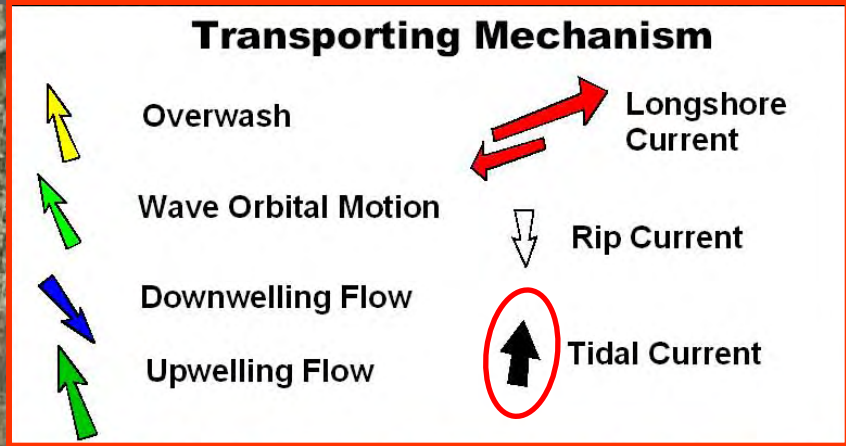 Transporting Mechanism
Overwash
Wave Orbital Motion
Downwelling Flow
Upwelling Flow
Longshore
Current
Rip Current
Tidal Current